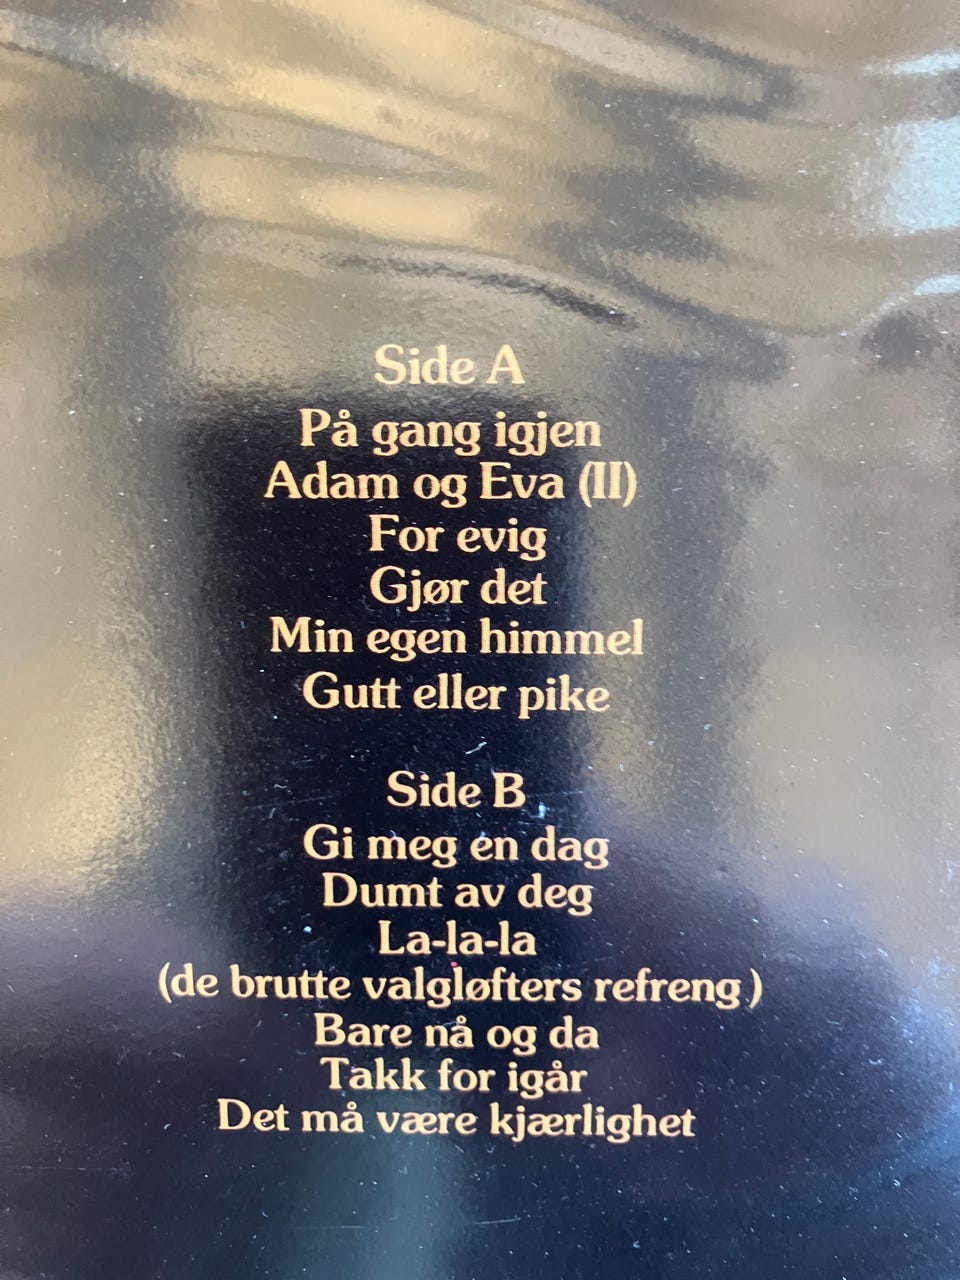 Side A
På gang igjen
Adam og Eva (II)
For evig
Gjør det
Min egen himmel
Gutt eller pike
Side B
Gi meg en dag
Dumt av deg
La-la-la
(de brutte valgløfters refreng)
Bare nå og da
Takk for igår
Det må være kjærlighet